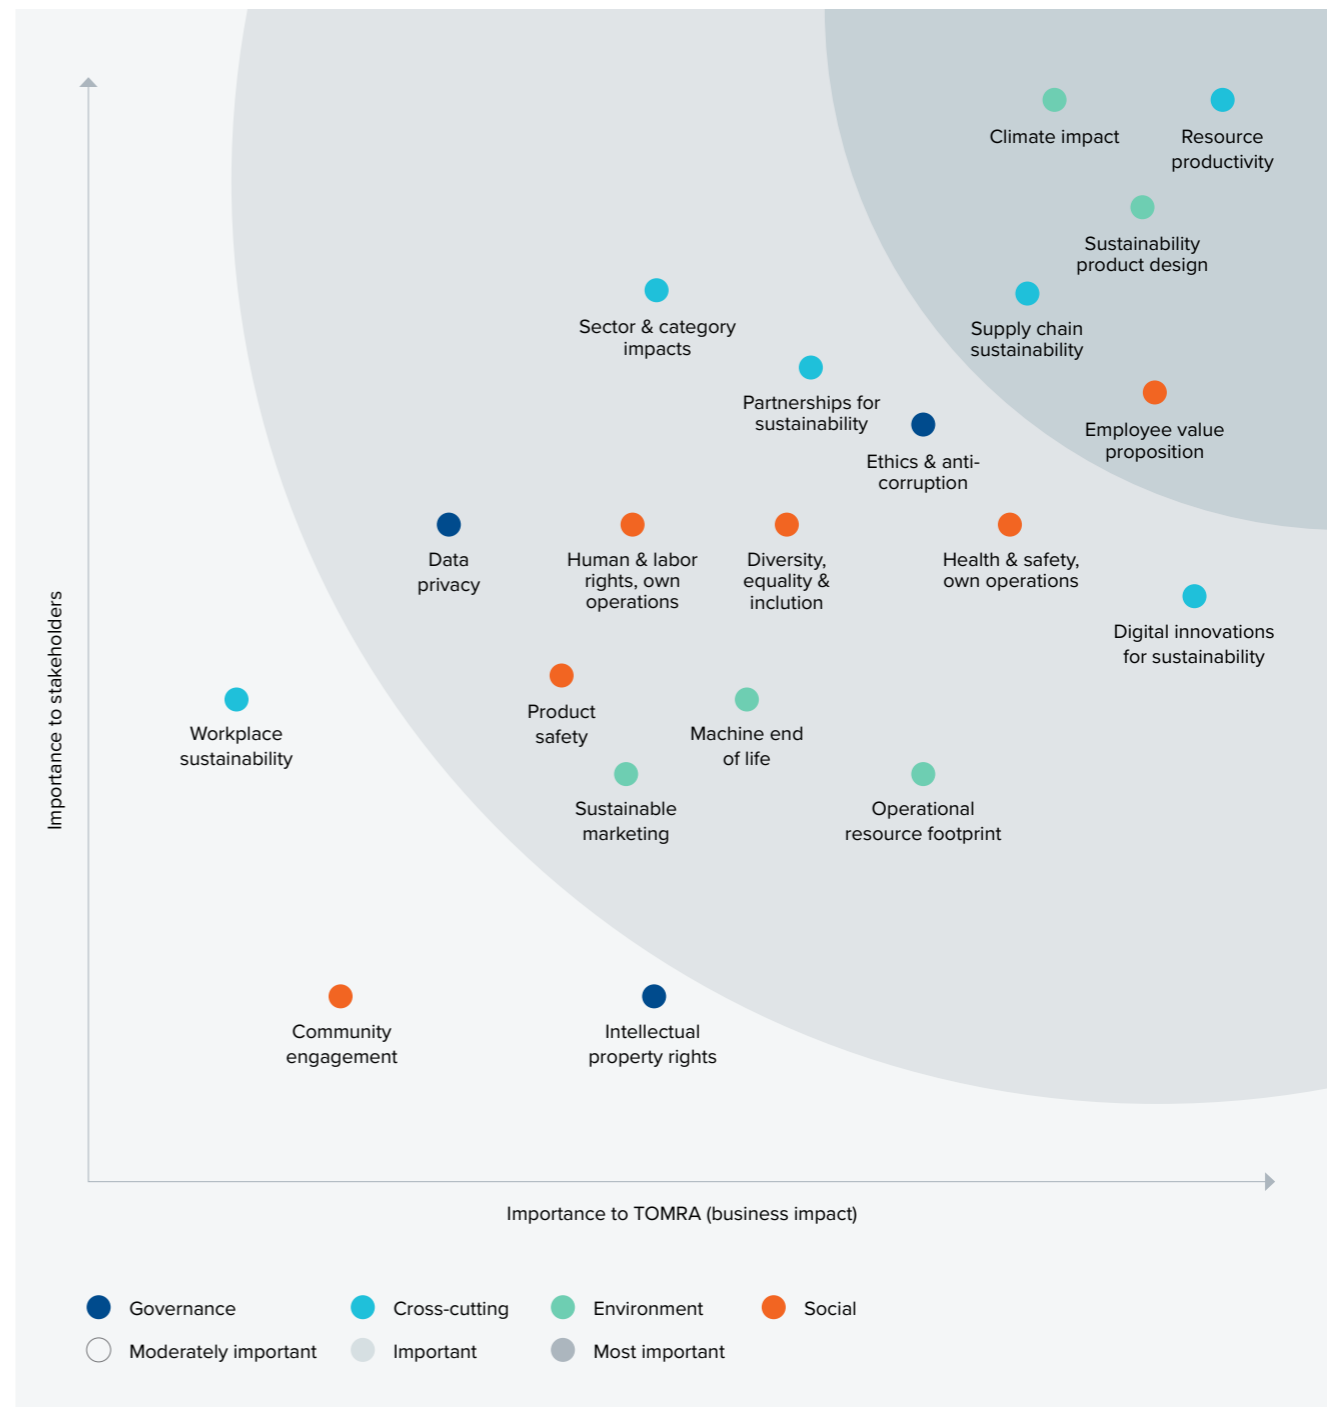 Climate impact
Resource
productivity
Sustainability
product design
Sector & category
impacts
Supply chain
sustainability
Partnerships for
sustainability
Employee value
proposition
Ethics & anti-
corruption
Data
privacy
Human & labor
rights, own
operations
Diversity,
equality &
inclution
Health & safety,
own operations
Digital innovations
for sustainability
Importance to stakeholders
Workplace
sustainability
Product
safety
Machine end
of life
Sustainable
marketing
Operational
resource footprint
Community
engagement
Intellectual
property rights
Importance to TOMRA (business impact)
Governance
Cross-cutting
Environment
Social
Moderately important
Important
Most important